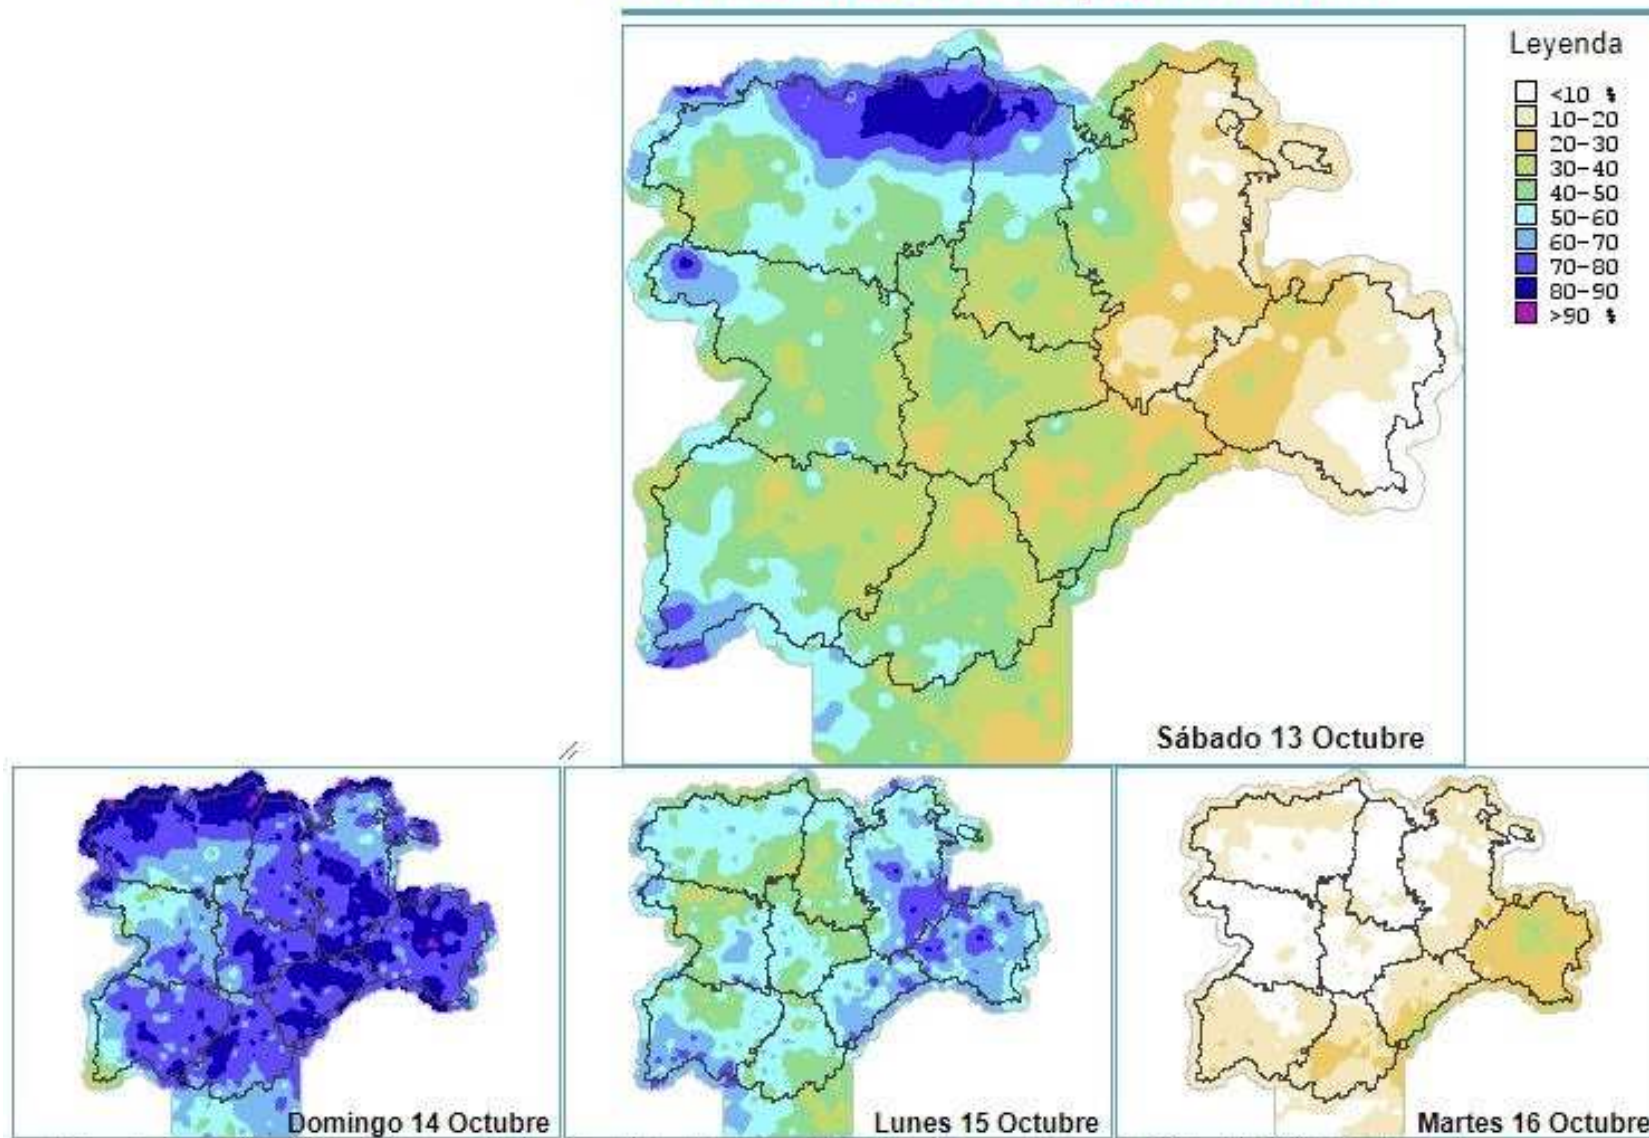 Leyenda
<10 %
10-20
20-30
30-40
40-50
50-60
60-70
70-80
80-90
>90 %
Sábado 13 Octubre
Domingo 14 Octubre
Lunes 15 Octubre
Martes 16 Octubre